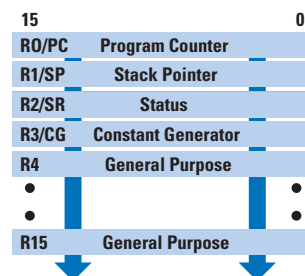 15 0
RO/PC Program Counter
R1/SP Stack Pointer
R2/SR Status
R3/CG Constant Generator
R4 General Purpose
R15 General Purpose